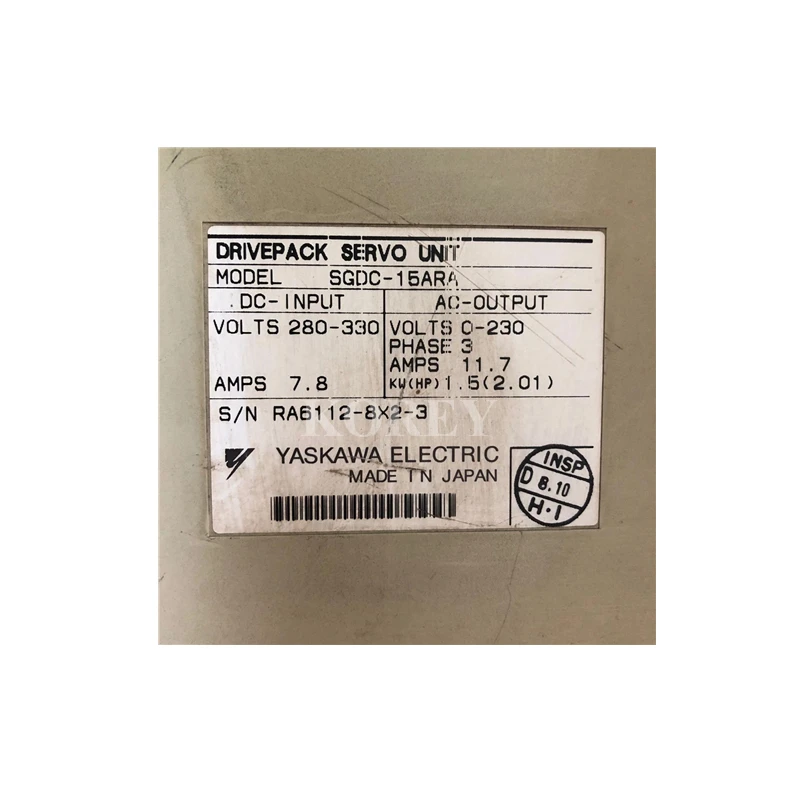 DRIVEPACK SERVO UNIT
MODEL SGDC-15ARA
DC-INPUT AC-OUTPUT
VOLTS 280-330 VOLTS 0-230
PHASE 3
AMPS 11.7
AMPS 7.8 KW(HP) 1.5(2.01)
S/N RA6112-8X2-3
KOREY
YASKAWA ELECTRIC
MADE IN JAPAN
INSP
D 8.10
H·I